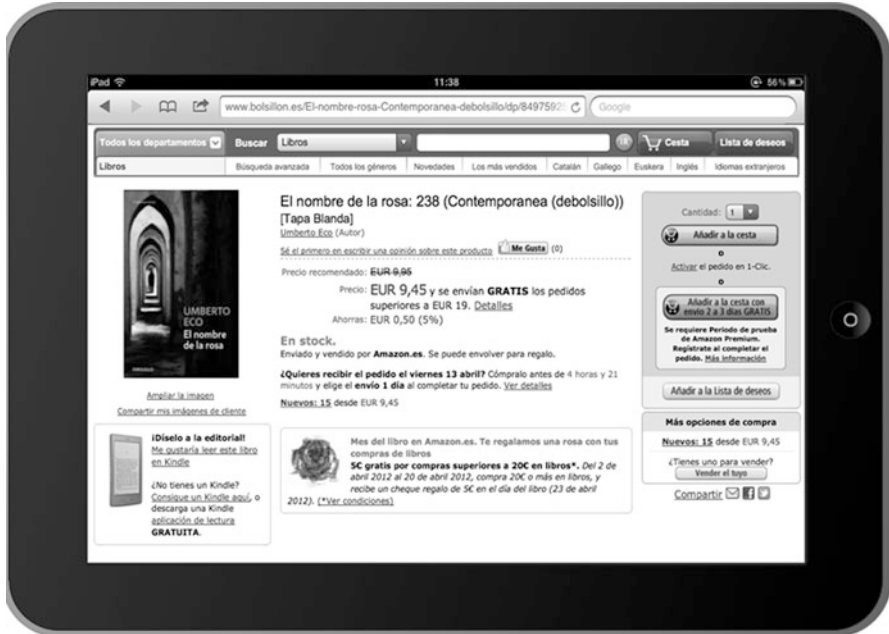 iPad
11:38
56%
www.bolsillon.es/El-nombre-rosa-Contemporanea-debolsillo/dp/84975925
Google
Todos los departamentos
Buscar
Libros
Cesta
Lista de deseos
Libros
Búsqueda avanzada
Todos los géneros
Novedades
Los más vendidos
Catalán
Gallego
Euskera
Inglés
Idiomas extranjeros
UMBERTO
ECO
El nombre
de la rosa
Ampliar la imagen
Compartir mis imágenes de cliente
El nombre de la rosa: 238 (Contemporanea (debolsillo))
[Tapa Blanda]
Umberto Eco (Autor)
Sé el primero en escribir una opinión sobre este producto Me Gusta (0)
Precio recomendado: EUR 9,95
Precio: EUR 9,45 y se envían GRATIS los pedidos
superiores a EUR 19. Detalles
Ahorras: EUR 0,50 (5%)
En stock.
Enviado y vendido por Amazon.es. Se puede envolver para regalo.
¿Quieres recibir el pedido el viernes 13 abril? Cómpralo antes de 4 horas y 21
minutos y elige el envío 1 día al completar tu pedido. Ver detalles
Nuevos: 15 desde EUR 9,45
Cantidad: 1
Añadir a la cesta
o
Activar el pedido en 1-Clic.
o
Añadir a la cesta con
envio 2 a 3 días GRATIS
Se requiere Periodo de prueba
de Amazon Premium.
Regístrate al completar el
pedido. Más información
Añadir a la Lista de deseos
Más opciones de compra
Nuevos: 15 desde EUR 9,45
¿Tienes uno para vender?
Vender el tuyo
Compartir
¡Díselo a la editorial!
Me gustaría leer este libro
en Kindle
¿No tienes un Kindle?
Consigue un Kindle aquí, o
descarga una Kindle
aplicación de lectura
GRATUITA.
Mes del libro en Amazon.es. Te regalamos una rosa con tus
compras de libros
5€ gratis por compras superiores a 20€ en libros*. Del 2 de
abril 2012 al 20 de abril 2012, compra 20€ o más en libros, y
recibe un cheque regalo de 5€ en el día del libro (23 de abril
2012). (*Ver condiciones)